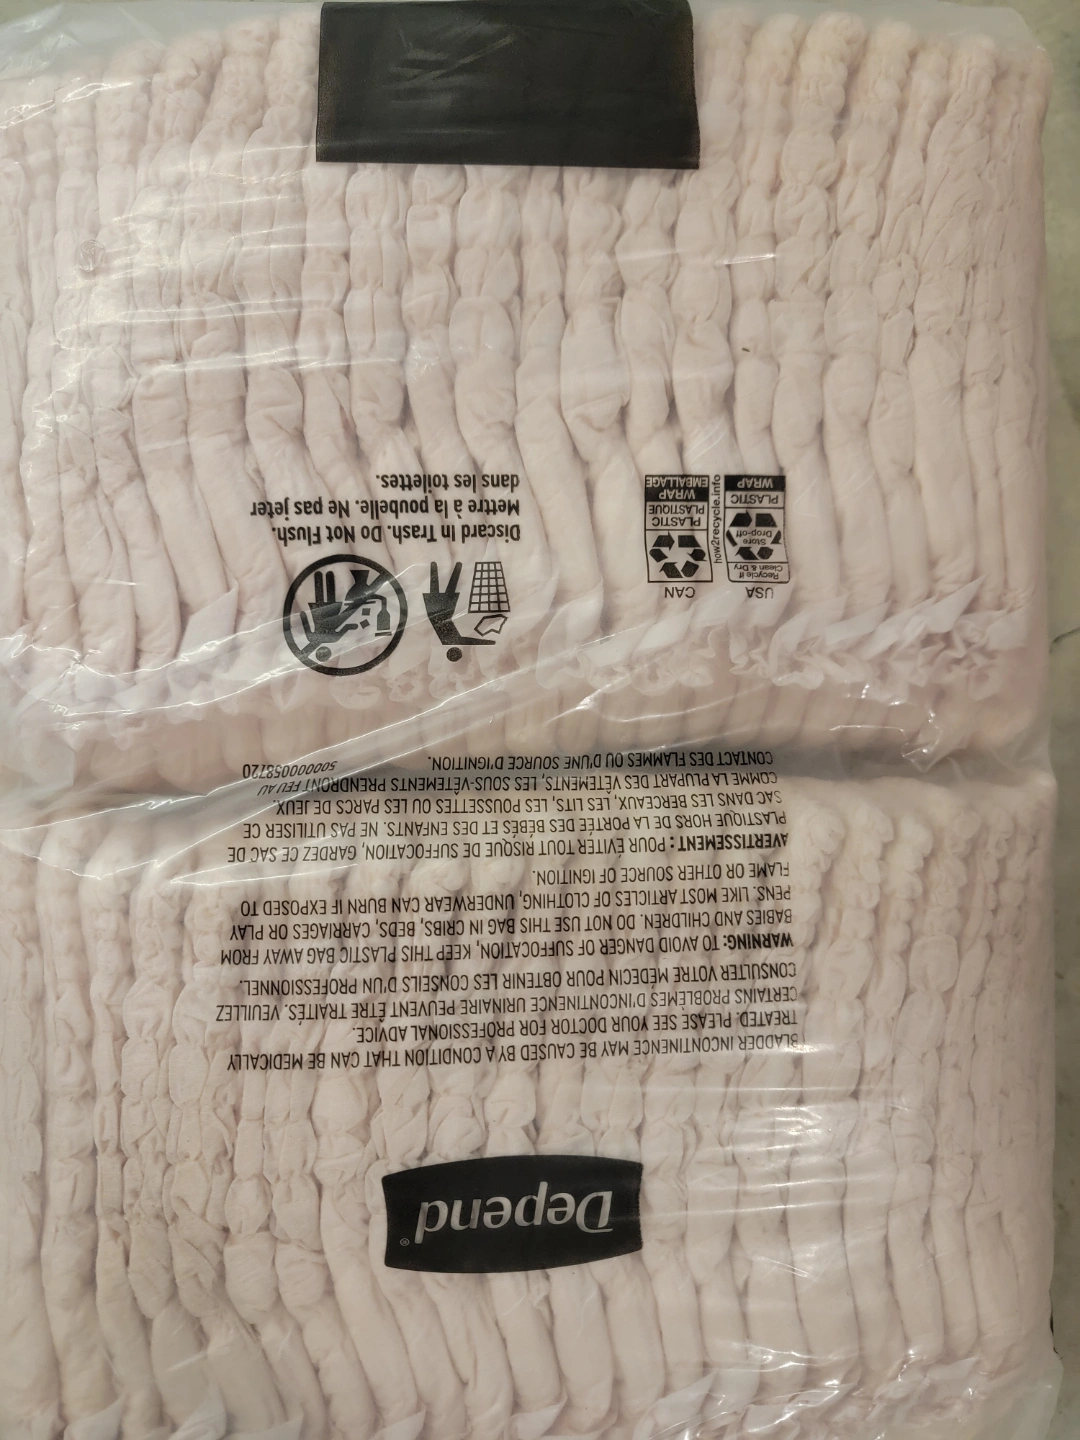 Depend®
BLADDER INCONTINENCE MAY BE CAUSED BY A CONDITION THAT CAN BE MEDICALLY
TREATED. PLEASE SEE YOUR DOCTOR FOR PROFESSIONAL ADVICE.
CERTAINS PROBLÈMES D'INCONTINENCE URINAIRE PEUVENT ÊTRE TRAITÉS. VEUILLEZ
CONSULTER VOTRE MÉDECIN POUR OBTENIR LES CONSEILS D'UN PROFESSIONNEL.
WARNING: TO AVOID DANGER OF SUFFOCATION, KEEP THIS PLASTIC BAG AWAY FROM
BABIES AND CHILDREN. DO NOT USE THIS BAG IN CRIBS, BEDS, CARRIAGES OR PLAY
PENS. LIKE MOST ARTICLES OF CLOTHING, UNDERWEAR CAN BURN IF EXPOSED TO
FLAME OR OTHER SOURCE OF IGNITION.
AVERTISSEMENT : POUR ÉVITER TOUT RISQUE DE SUFFOCATION, GARDEZ CE SAC DE
PLASTIQUE HORS DE LA PORTÉE DES BÉBÉS ET DES ENFANTS. NE PAS UTILISER CE
SAC DANS LES BERCEAUX, LES LITS, LES POUSSETTES OU LES PARCS DE JEUX.
COMME LA PLUPART DES VÊTEMENTS, LES SOUS-VÊTEMENTS PRENDRONT FEU AU
CONTACT DES FLAMMES OU D'UNE SOURCE D'IGNITION.
50000058720
USA
Recycle if
Clean & Dry
Store
Drop-off
PLASTIC
WRAP
how2recycle.info
CAN
PLASTIC
PLASTIQUE
WRAP
EMBALLAGE
Discard In Trash. Do Not Flush.
Mettre à la poubelle. Ne pas jeter
dans les toilettes.